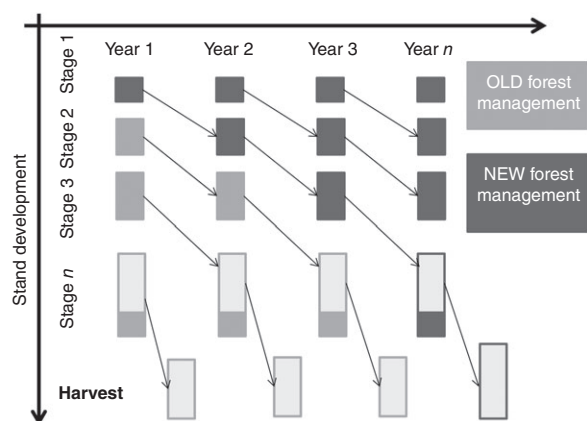 Year 1 Year 2 Year 3 Year n
Stage 1
Stage 2
Stage 3
Stage n
Stand development
Harvest
OLD forest
management
NEW forest
management